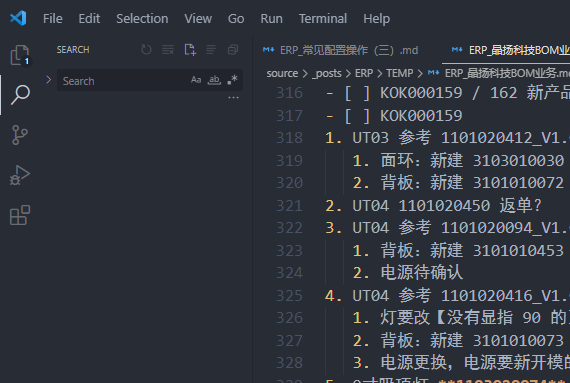 File Edit Selection View Go Run Terminal Help
SEARCH
ERP_常见配置操作（三）.md
ERP_晶扬科技BOM业
1
source > _posts > ERP > TEMP > ERP_晶扬科技BOM业务.m
Search
Aa ab .*
...
316 - [ ] KOK000159 / 162 新产品
317 - [ ] KOK000159
318 1. UT03 参考 1101020412_V1.
319 1. 面环：新建 3103010030
320 2. 背板：新建 3101010072
321 2. UT04 1101020450 返单？
322 3. UT04 参考 1101020094_V1.
323 1. 背板：新建 3101010453
324 2. 电源待确认
325 4. UT04 参考 1101020416_V1.
326 1. 灯要改【没有显指 90 的
327 2. 背板：新建 3101010073
328 3. 电源更换，电源要新开模的